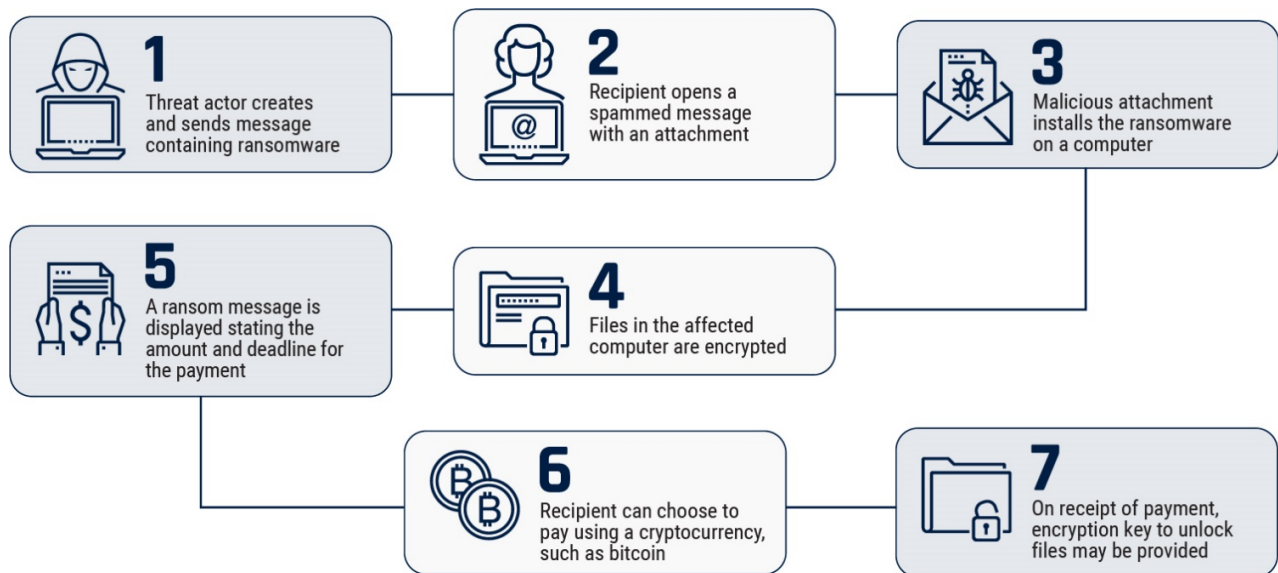 1
Threat actor creates
and sends message
containing ransomware
2
@
Recipient opens a
spammed message
with an attachment
3
Malicious attachment
installs the ransomware
on a computer
4
Files in the affected
computer are encrypted
5
$
A ransom message is
displayed stating the
amount and deadline for
the payment
6
Recipient can choose to
pay using a cryptocurrency,
such as bitcoin
7
On receipt of payment,
encryption key to unlock
files may be provided